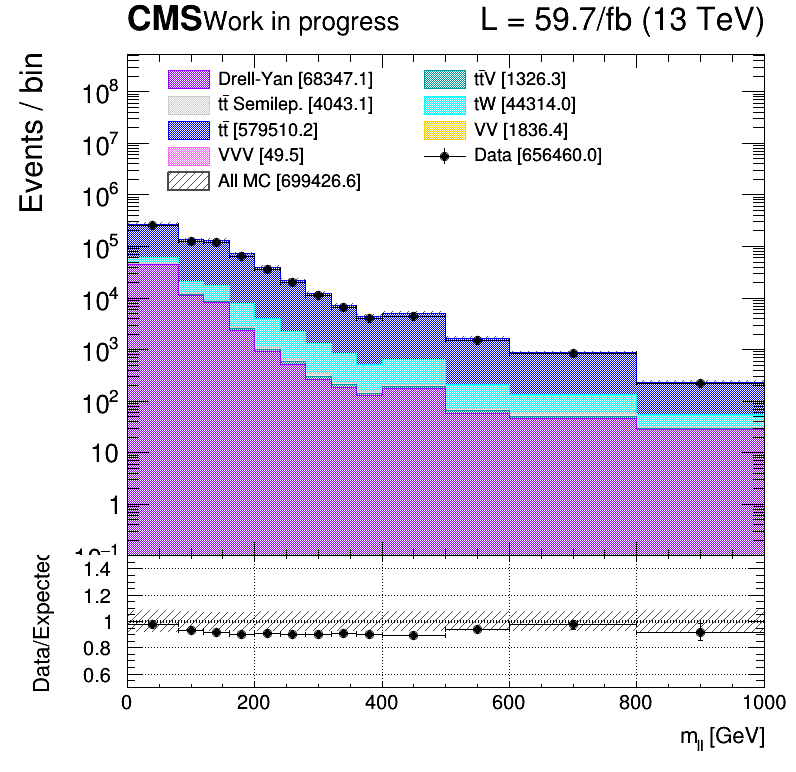 CMS Work in progress L = 59.7/fb (13 TeV)
Events / bin
Drell-Yan [68347.1]
tt̄ Semilep. [4043.1]
tt̄ [579510.2]
VVV [49.5]
All MC [699426.6]
tt̄V [1326.3]
tW [44314.0]
VV [1836.4]
Data [656460.0]
10⁸
10⁷
10⁶
10⁵
10⁴
10³
10²
10
1
10⁻¹
Data/Expected
1.4
1.2
1
0.8
0.6
0 200 400 600 800 1000
m_ll [GeV]